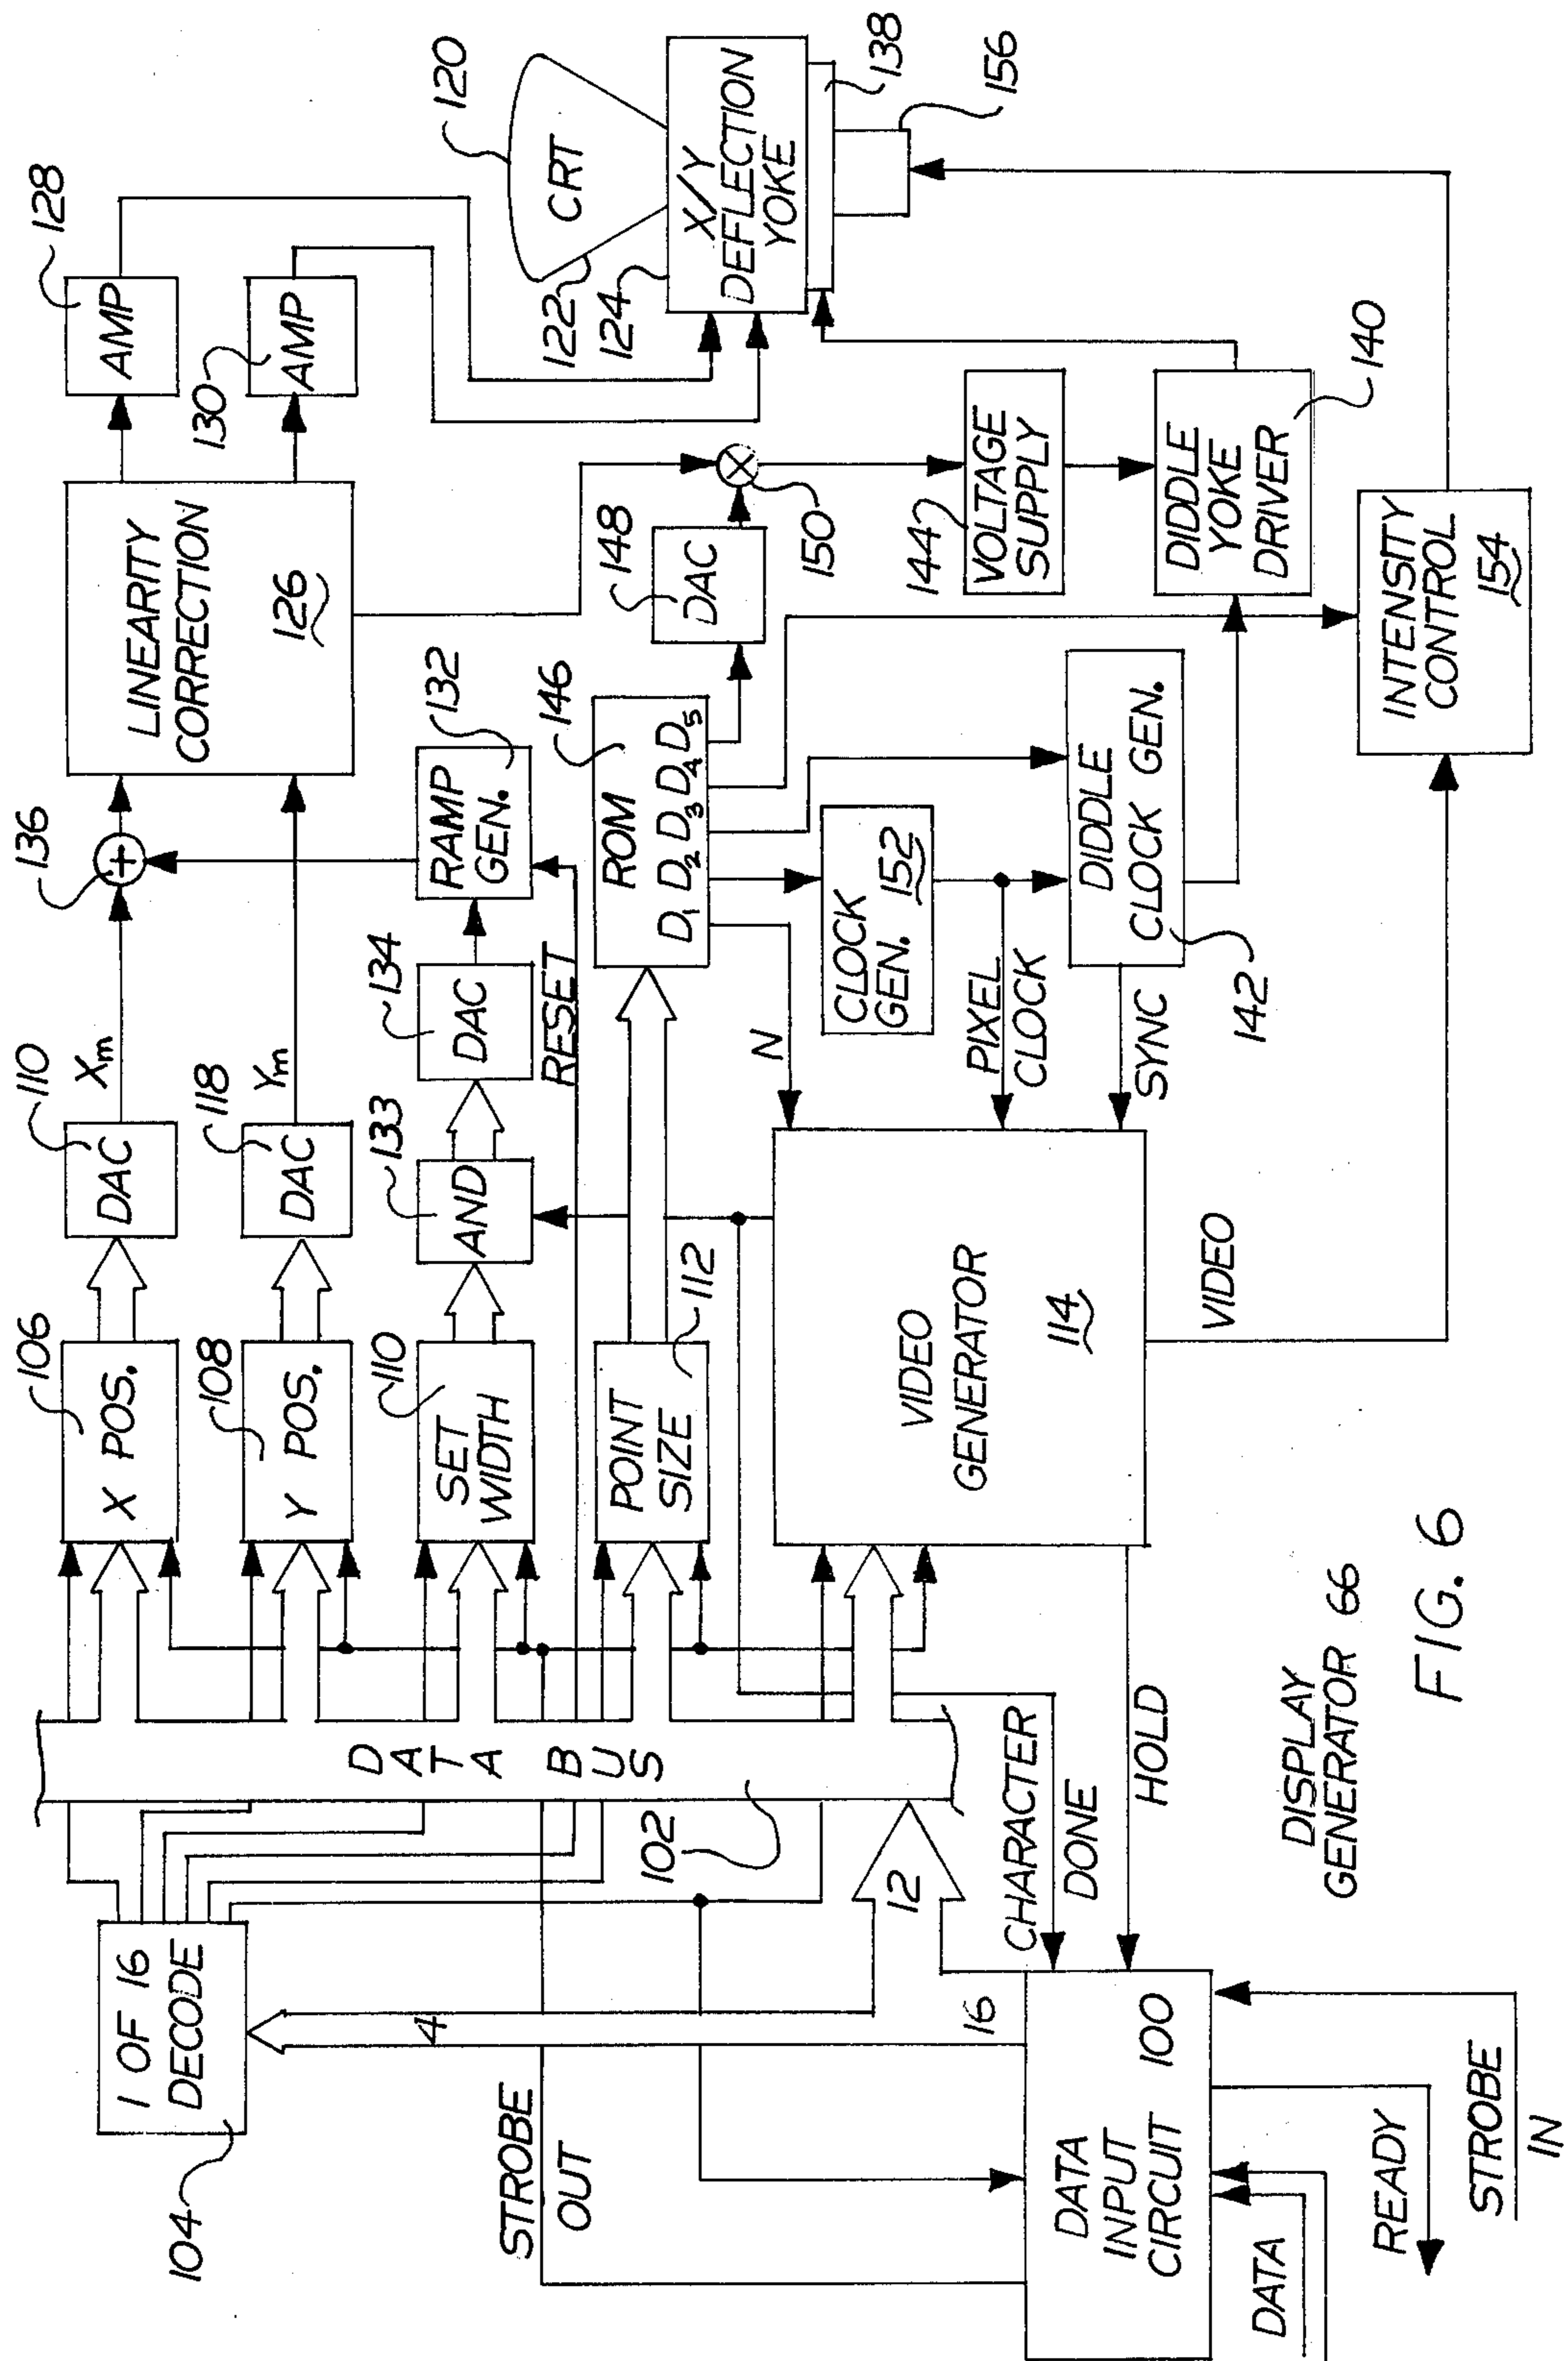 128
AMP
130
AMP
120
CRT
122
124
X/Y
DEFLECTION
YOKE
138
156
LINEARITY
CORRECTION
126
136
Xm
110
DAC
106
X POS.
Ym
118
DAC
108
Y POS.
132
RAMP
GEN.
134
DAC
133
AND
110
SET
WIDTH
RESET
146
ROM
D1 D2 D3 D4 D5
148
DAC
150
144
VOLTAGE
SUPPLY
DIDDLE
YOKE
DRIVER
140
112
POINT
SIZE
N
CLOCK
GEN. 152
PIXEL
CLOCK
DIDDLE
CLOCK GEN.
142
SYNC
INTENSITY
CONTROL
154
VIDEO
GENERATOR
114
VIDEO
DATA BUS
102
1 OF 16
DECODE
104
4
12
16
STROBE
OUT
CHARACTER
DONE
HOLD
DATA
INPUT
CIRCUIT 100
DATA
READY
STROBE
IN
DISPLAY
GENERATOR 66
FIG. 6